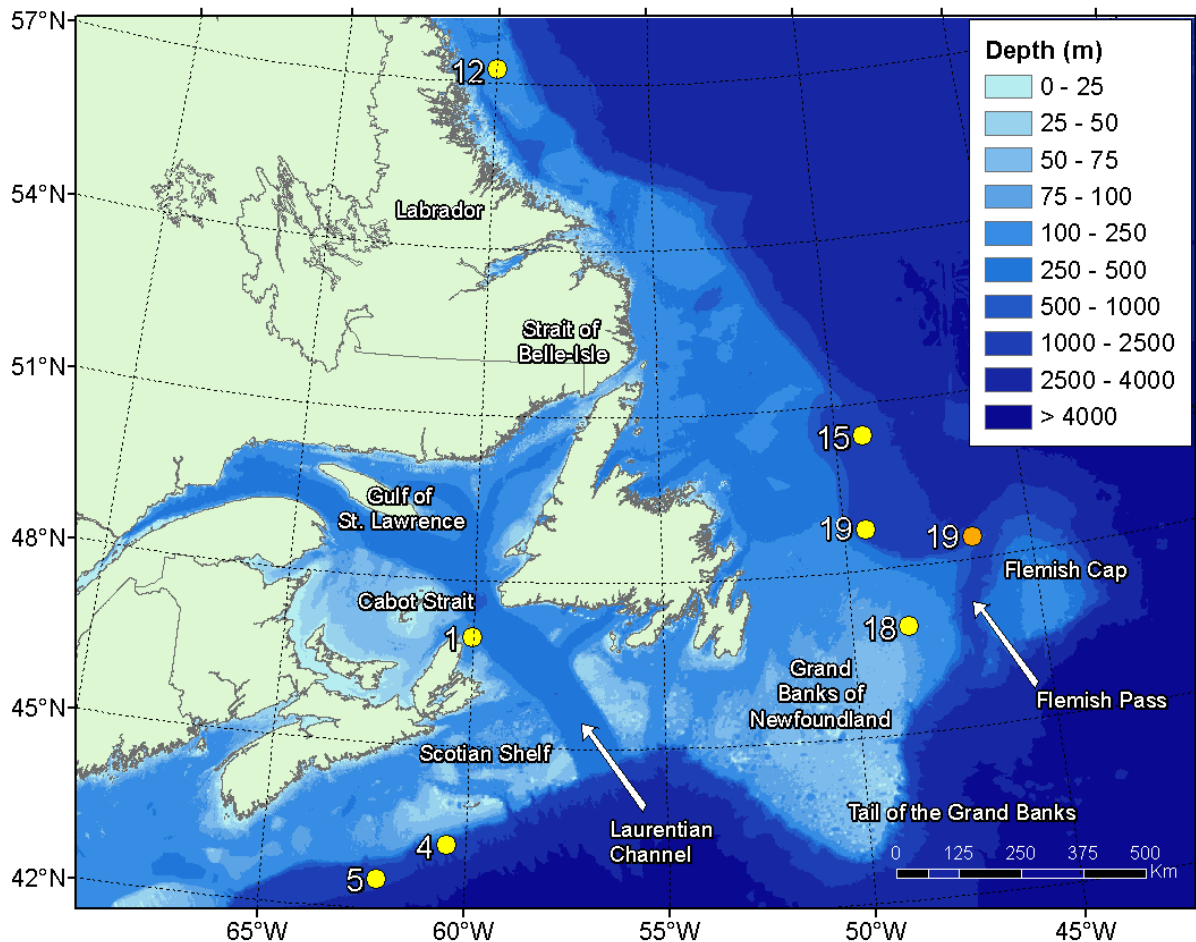 57°N
54°N
51°N
48°N
45°N
42°N
65°W
60°W
55°W
50°W
45°W
Depth (m)
0 - 25
25 - 50
50 - 75
75 - 100
100 - 250
250 - 500
500 - 1000
1000 - 2500
2500 - 4000
> 4000
12
Labrador
Strait of
Belle-Isle
15
Gulf of
St. Lawrence
19
19
Flemish Cap
Cabot Strait
1
18
Grand
Banks of
Newfoundland
Flemish Pass
Scotian Shelf
Tail of the Grand Banks
Laurentian
Channel
4
5
0 125 250 375 500
Km